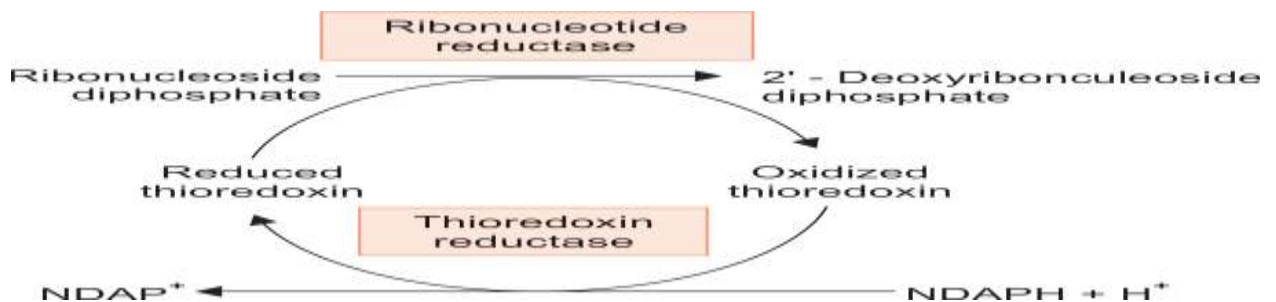 Ribonucleotide
reductase
Ribonucleoside
diphosphate
2' - Deoxyribonculeoside
diphosphate
Reduced
thioredoxin
Oxidized
thioredoxin
Thioredoxin
reductase
NDAP+
NDAPH + H+